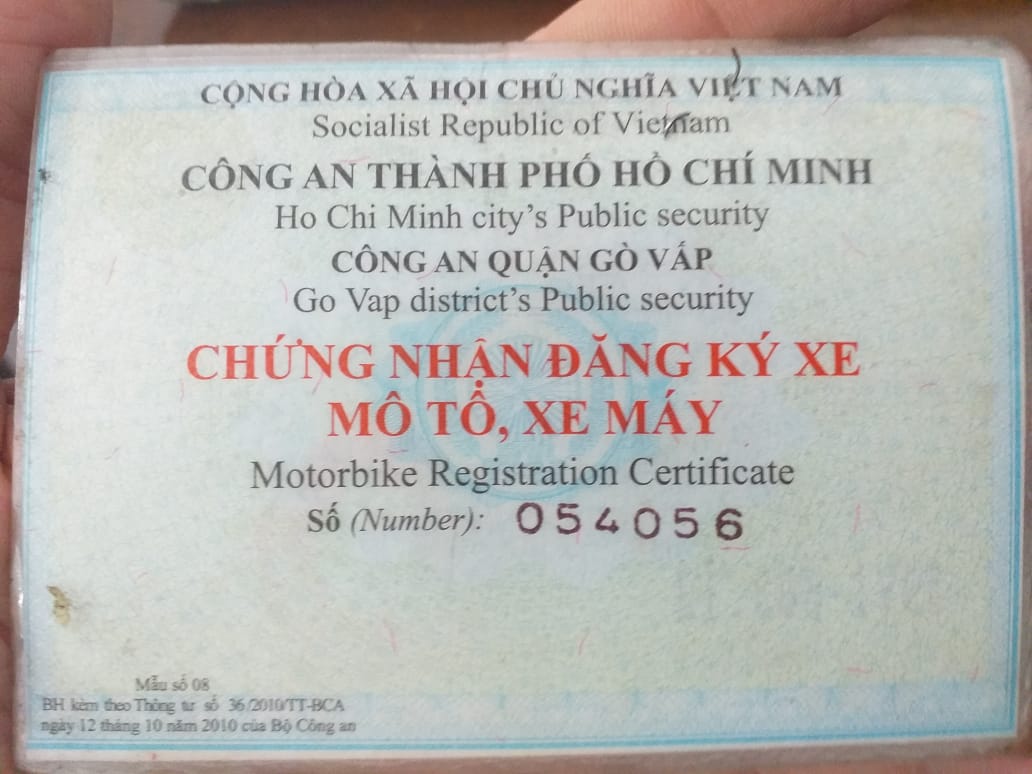 CỘNG HÒA XÃ HỘI CHỦ NGHĨA VIỆT NAM
Socialist Republic of Vietnam
CÔNG AN THÀNH PHỐ HỒ CHÍ MINH
Ho Chi Minh city's Public security
CÔNG AN QUẬN GÒ VẤP
Go Vap district's Public security
CHỨNG NHẬN ĐĂNG KÝ XE
MÔ TÔ, XE MÁY
Motorbike Registration Certificate
Số (Number): 054056
Mẫu số 08
BH kèm theo Thông tư số 36/2010/TT-BCA
ngày 12 tháng 10 năm 2010 của Bộ Công an